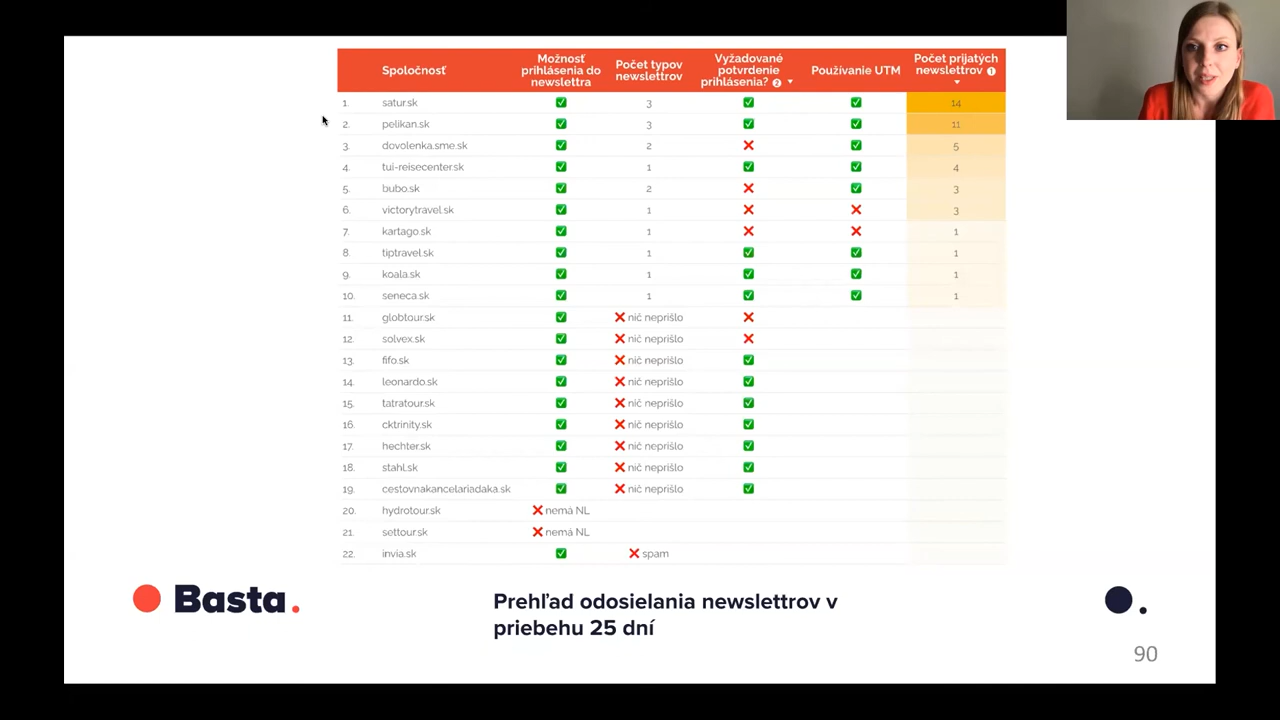 Spoločnosť Možnosť prihlásenia do newslettra Počet typov newslettrov Vyžadované potvrdenie prihlásenia? 2 Používanie UTM Počet prijatých newslettrov 1
1. satur.sk ✅ 3 ✅ ✅ 14
2. pelikan.sk ✅ 3 ✅ ✅ 11
3. dovolenka.sme.sk ✅ 2 ❌ ✅ 5
4. tui-reisecenter.sk ✅ 1 ✅ ✅ 4
5. bubo.sk ✅ 2 ❌ ✅ 3
6. victorytravel.sk ✅ 1 ❌ ❌ 3
7. kartago.sk ✅ 1 ❌ ❌ 1
8. tiptravel.sk ✅ 1 ✅ ✅ 1
9. koala.sk ✅ 1 ✅ ✅ 1
10. seneca.sk ✅ 1 ✅ ✅ 1
11. globtour.sk ✅ ❌ nič neprišlo ❌
12. solvex.sk ✅ ❌ nič neprišlo ❌
13. fifo.sk ✅ ❌ nič neprišlo ✅
14. leonardo.sk ✅ ❌ nič neprišlo ✅
15. tatratour.sk ✅ ❌ nič neprišlo ✅
16. cktrinity.sk ✅ ❌ nič neprišlo ✅
17. hechter.sk ✅ ❌ nič neprišlo ✅
18. stahl.sk ✅ ❌ nič neprišlo ✅
19. cestovnakancelariadaka.sk ✅ ❌ nič neprišlo ✅
20. hydrotour.sk ❌ nemá NL
21. settour.sk ❌ nemá NL
22. invia.sk ✅ ❌ spam
Basta.
Prehľad odosielania newslettrov v
priebehu 25 dní
90